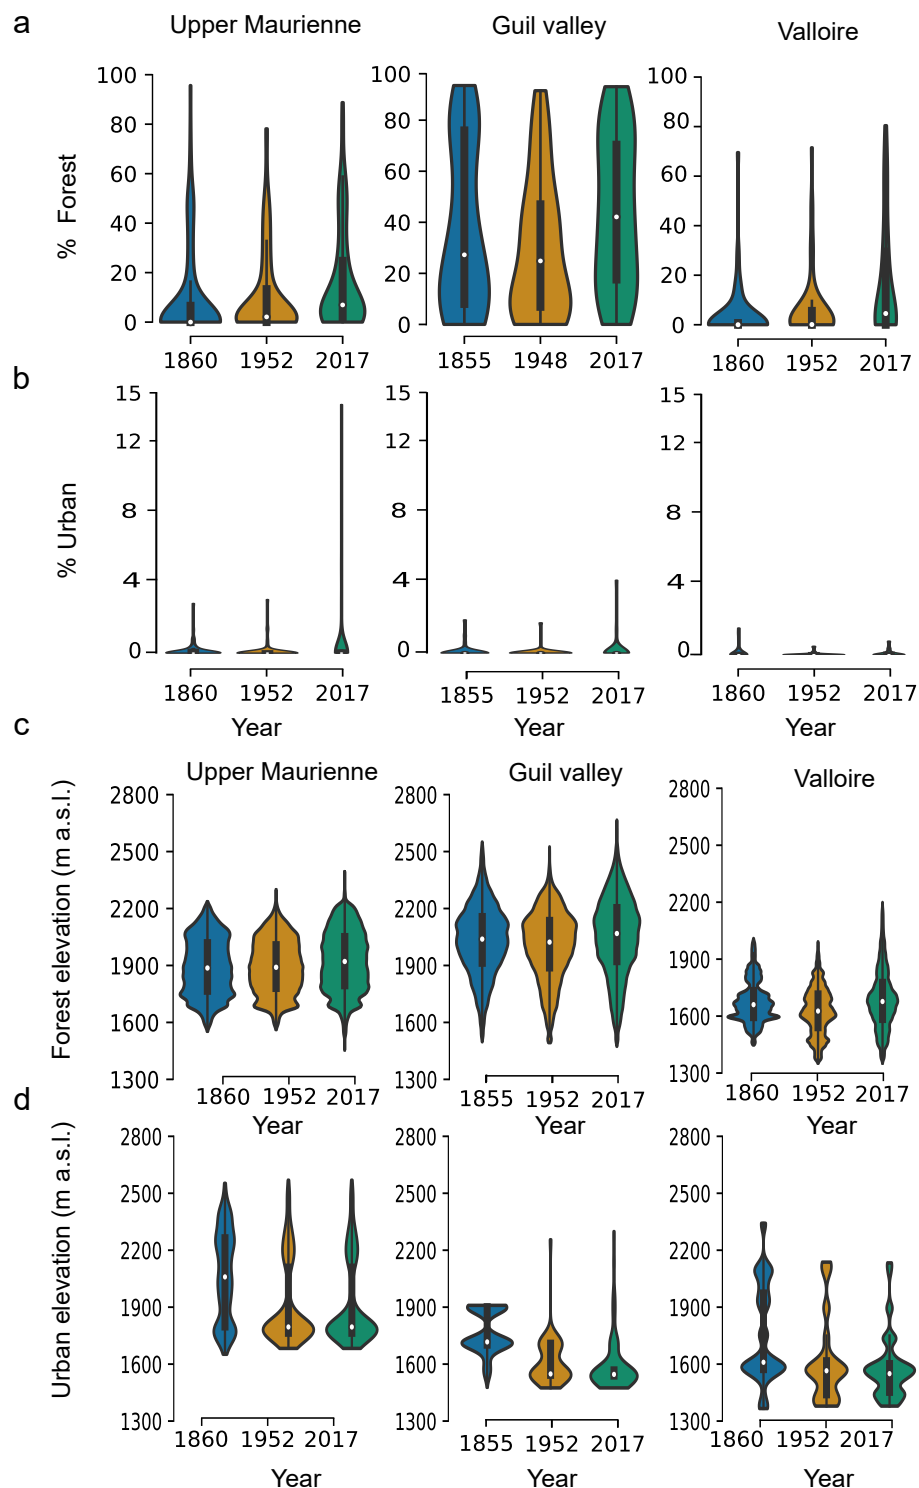 a
Upper Maurienne Guil valley Valloire
% Forest
100 80 60 40 20 0
1860 1952 2017
100 80 60 40 20 0
1855 1948 2017
100 80 60 40 20 0
1860 1952 2017
b
% Urban
15 12 8 4 0
1860 1952 2017
Year
15 12 8 4 0
1855 1952 2017
Year
15 12 8 4 0
1860 1952 2017
Year
c
Upper Maurienne Guil valley Valloire
Forest elevation (m a.s.l.)
2800 2500 2200 1900 1600 1300
1860 1952 2017
Year
2800 2500 2200 1900 1600 1300
1855 1952 2017
Year
2800 2500 2200 1900 1600 1300
1860 1952 2017
Year
d
Urban elevation (m a.s.l.)
2800 2500 2200 1900 1600 1300
1860 1952 2017
Year
2800 2500 2200 1900 1600 1300
1855 1952 2017
Year
2800 2500 2200 1900 1600 1300
1860 1952 2017
Year